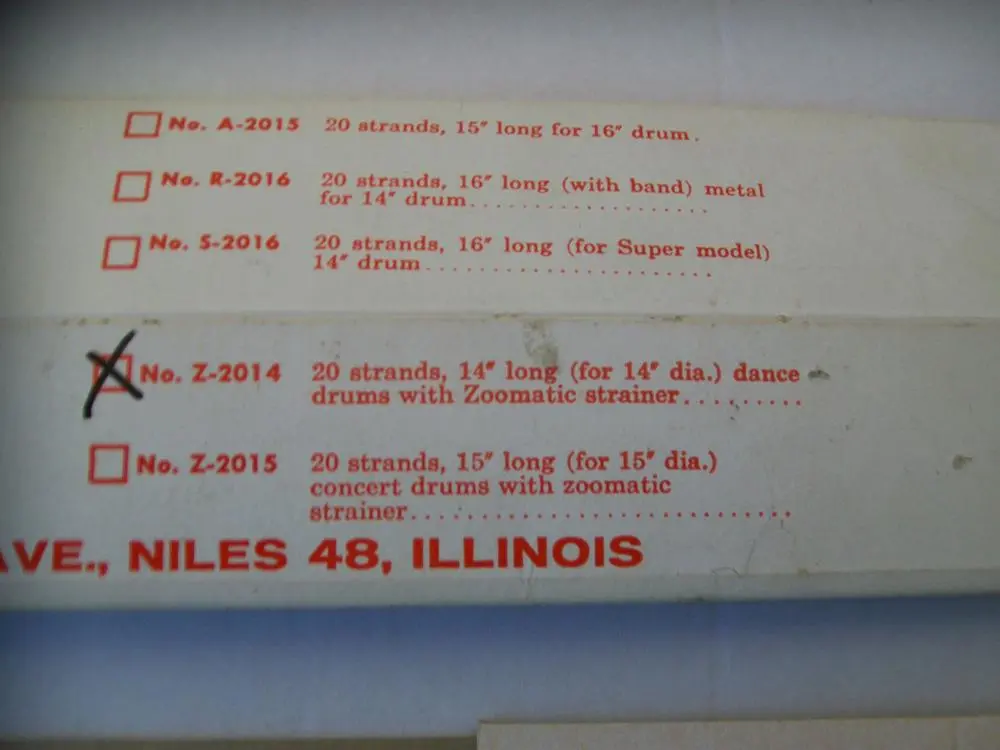 No. A-2015 20 strands, 15″ long for 16″ drum.
No. R-2016 20 strands, 16″ long (with band) metal
for 14″ drum....................
No. S-2016 20 strands, 16″ long (for Super model)
14″ drum........................
No. Z-2014 20 strands, 14″ long (for 14″ dia.) dance
drums with Zoomatic strainer..........
No. Z-2015 20 strands, 15″ long (for 15″ dia.)
concert drums with zoomatic
strainer.............................
AVE., NILES 48, ILLINOIS